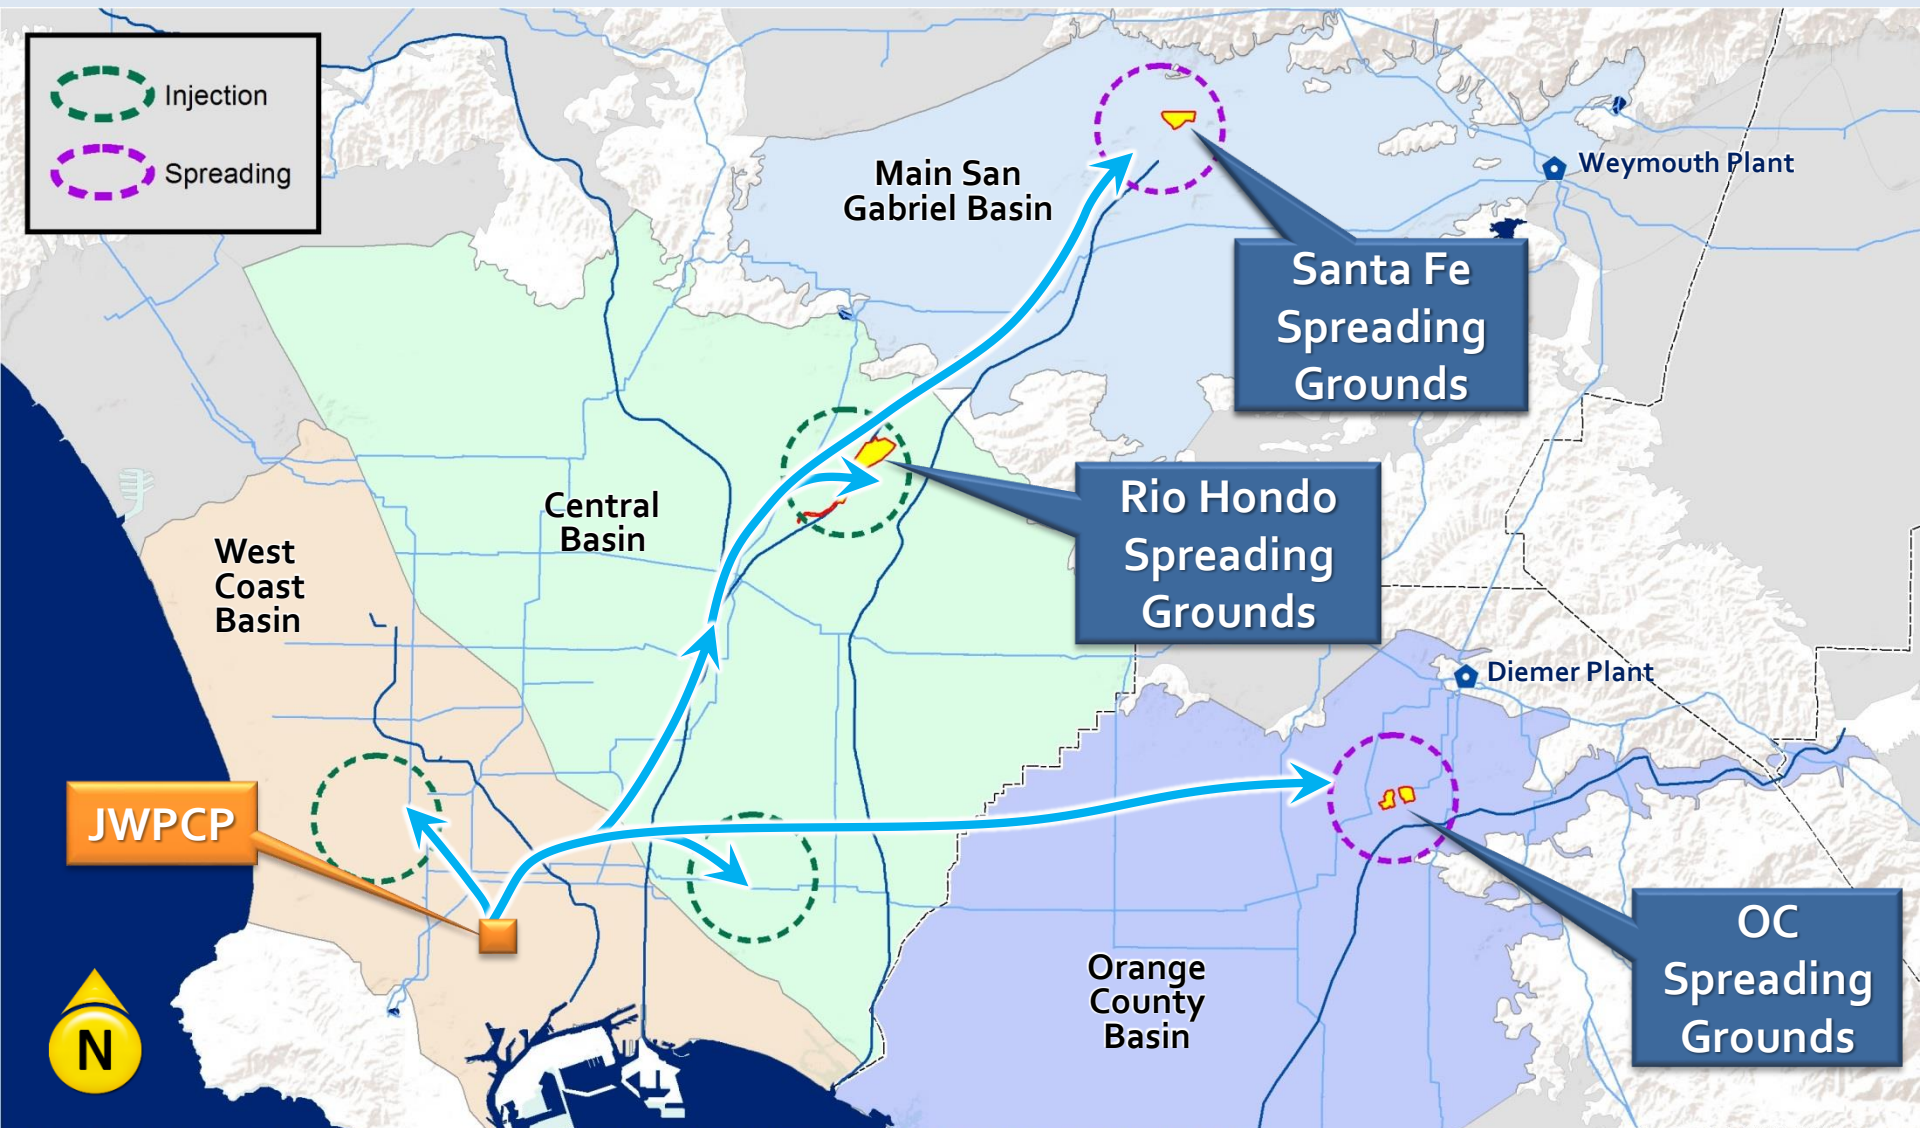 Injection
Spreading
Main San
Gabriel Basin
Weymouth Plant
Santa Fe
Spreading
Grounds
Central
Basin
Rio Hondo
Spreading
Grounds
West
Coast
Basin
Diemer Plant
JWPCP
OC
Spreading
Grounds
Orange
County
Basin
N